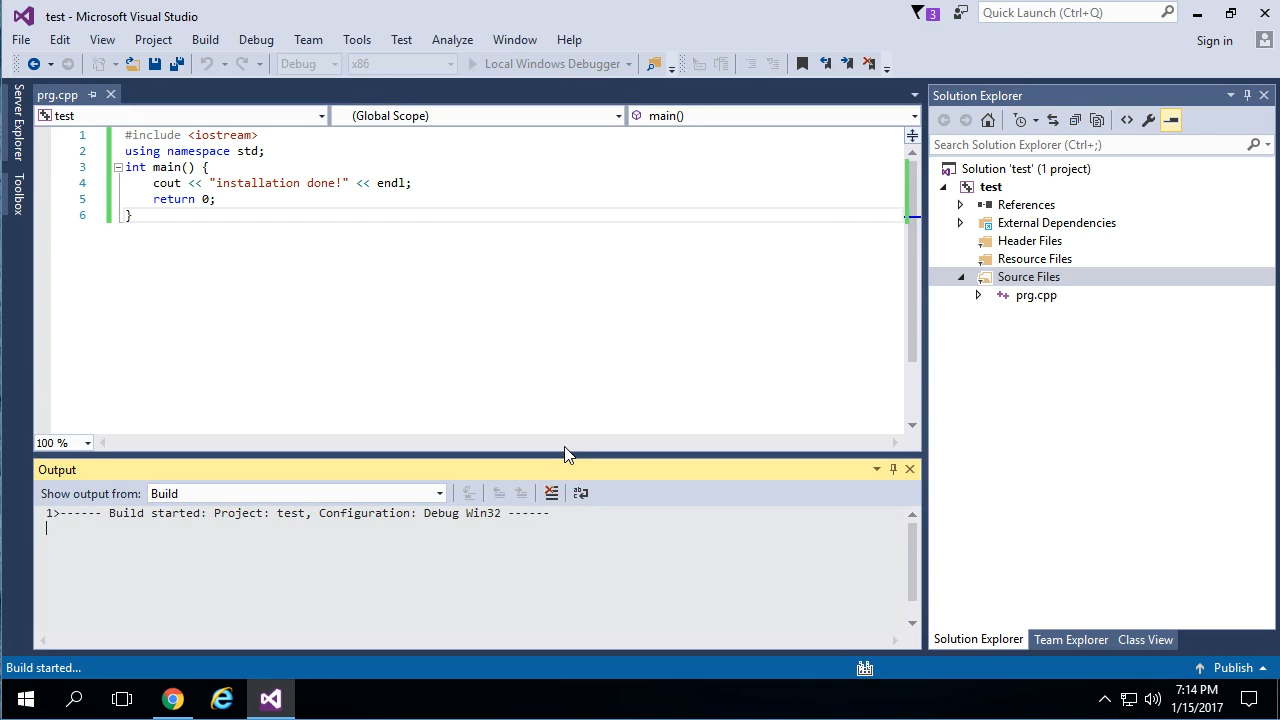 test - Microsoft Visual Studio
3
Quick Launch (Ctrl+Q)
File Edit View Project Build Debug Team Tools Test Analyze Window Help
Sign in
Debug x86 Local Windows Debugger
Server Explorer
Toolbox
prg.cpp
test (Global Scope) main()
1 #include <iostream>
2 using namespace std;
3 int main() {
4 cout << "installation done!" << endl;
5 return 0;
6 }
100 %
Output
Show output from: Build
1>------ Build started: Project: test, Configuration: Debug Win32 ------
Solution Explorer
Search Solution Explorer (Ctrl+;)
Solution 'test' (1 project)
test
References
External Dependencies
Header Files
Resource Files
Source Files
prg.cpp
Solution Explorer Team Explorer Class View
Build started...
Publish
7:14 PM
1/15/2017